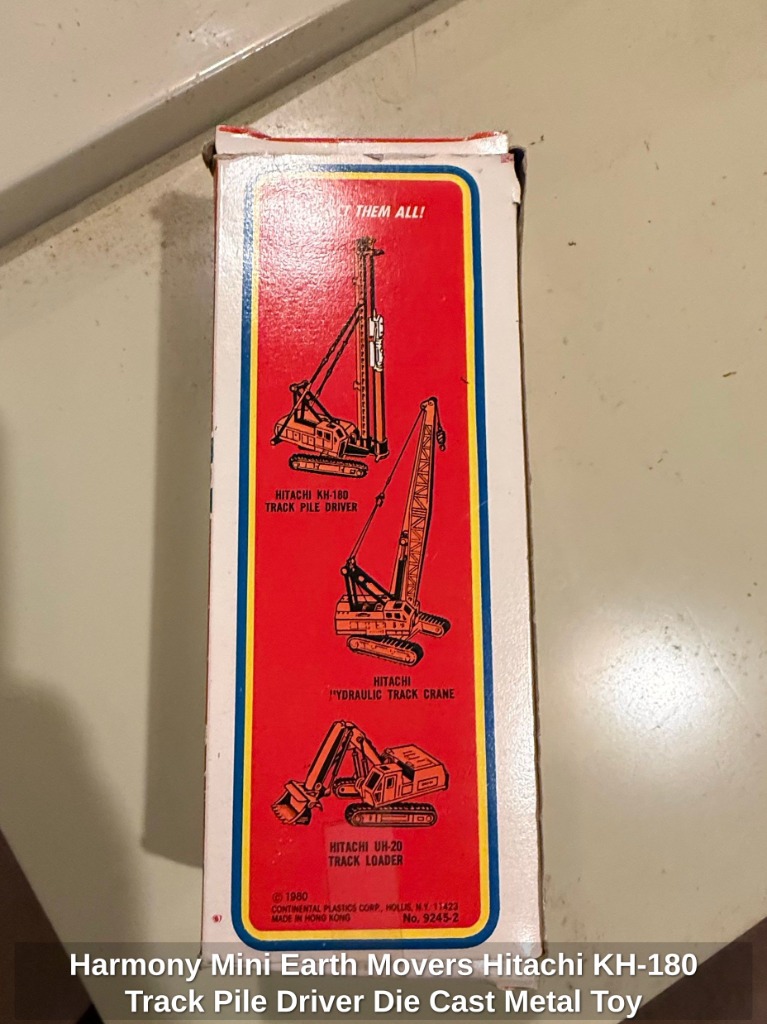 THEM ALL!
HITACHI KH-180
TRACK PILE DRIVER
HITACHI
TRACK CRANE
HITACHI UH-20
TRACK LOADER
© 1980
CONTINENTAL PLASTICS CORP., HOLLIS, N.Y. 11423
MADE IN HONG KONG No. 9245-2
Harmony Mini Earth Movers Hitachi KH-180
Track Pile Driver Die Cast Metal Toy